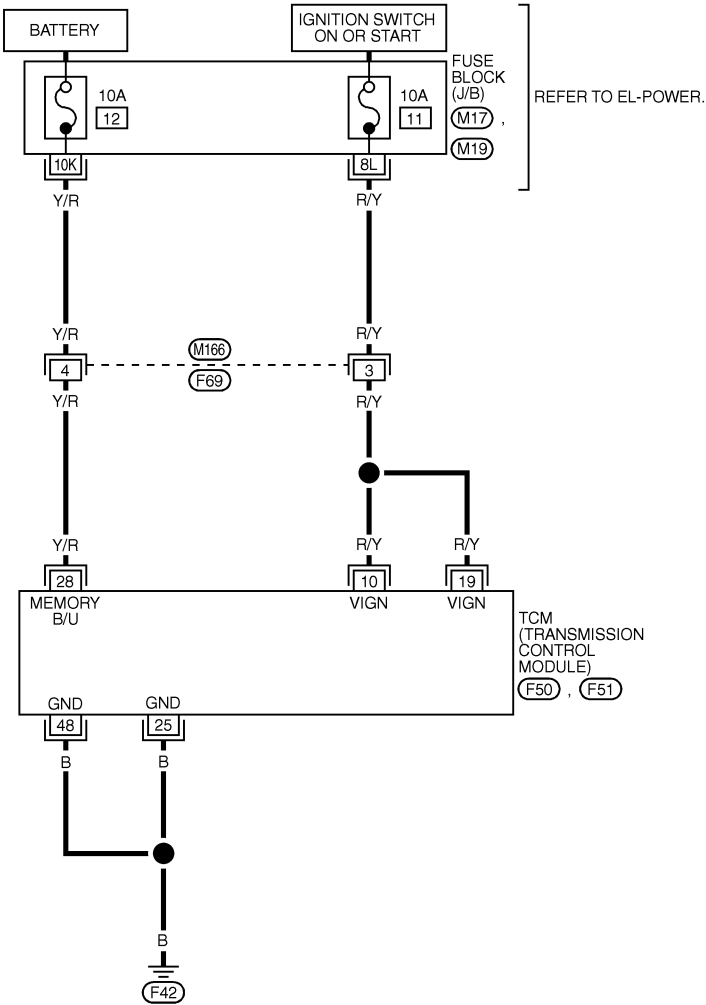 BATTERY
IGNITION SWITCH
ON OR START
FUSE
BLOCK
(J/B)
M17 ,
M19
REFER TO EL-POWER.
10A
12
10A
11
10K
8L
Y/R
R/Y
Y/R
R/Y
M166
4
3
F69
Y/R
R/Y
Y/R
R/Y
R/Y
28
10
19
MEMORY
B/U
VIGN
VIGN
TCM
(TRANSMISSION
CONTROL
MODULE)
F50 , F51
GND
GND
48
25
B
B
B
F42